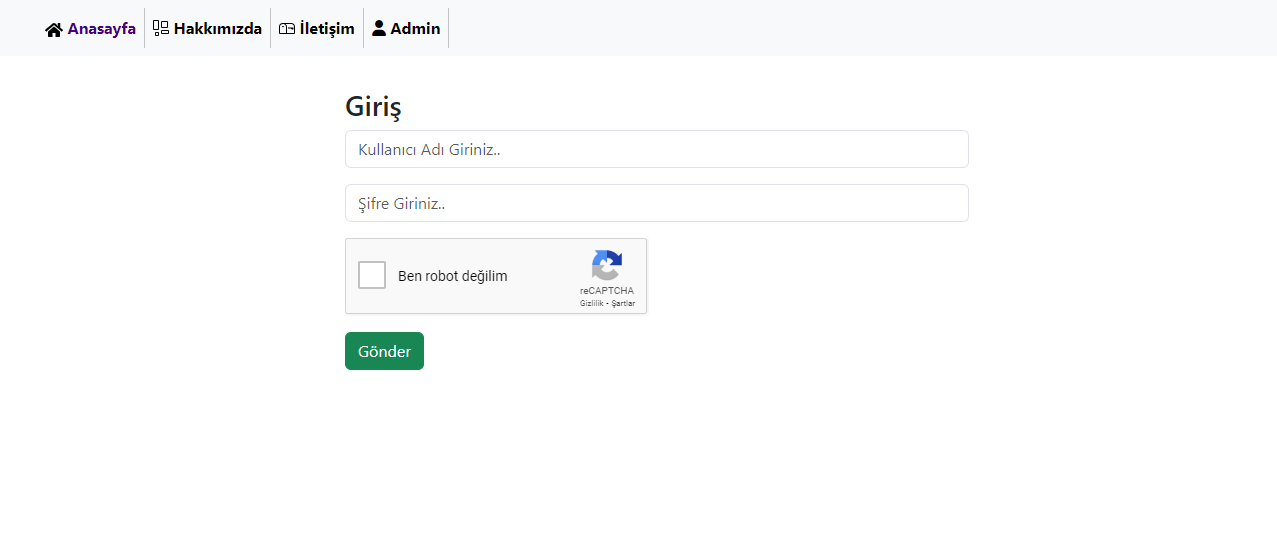 Anasayfa Hakkımızda İletişim Admin
Giriş
Kullanıcı Adı Giriniz..
Şifre Giriniz..
Ben robot değilim
reCAPTCHA
Gizlilik - Şartlar
Gönder